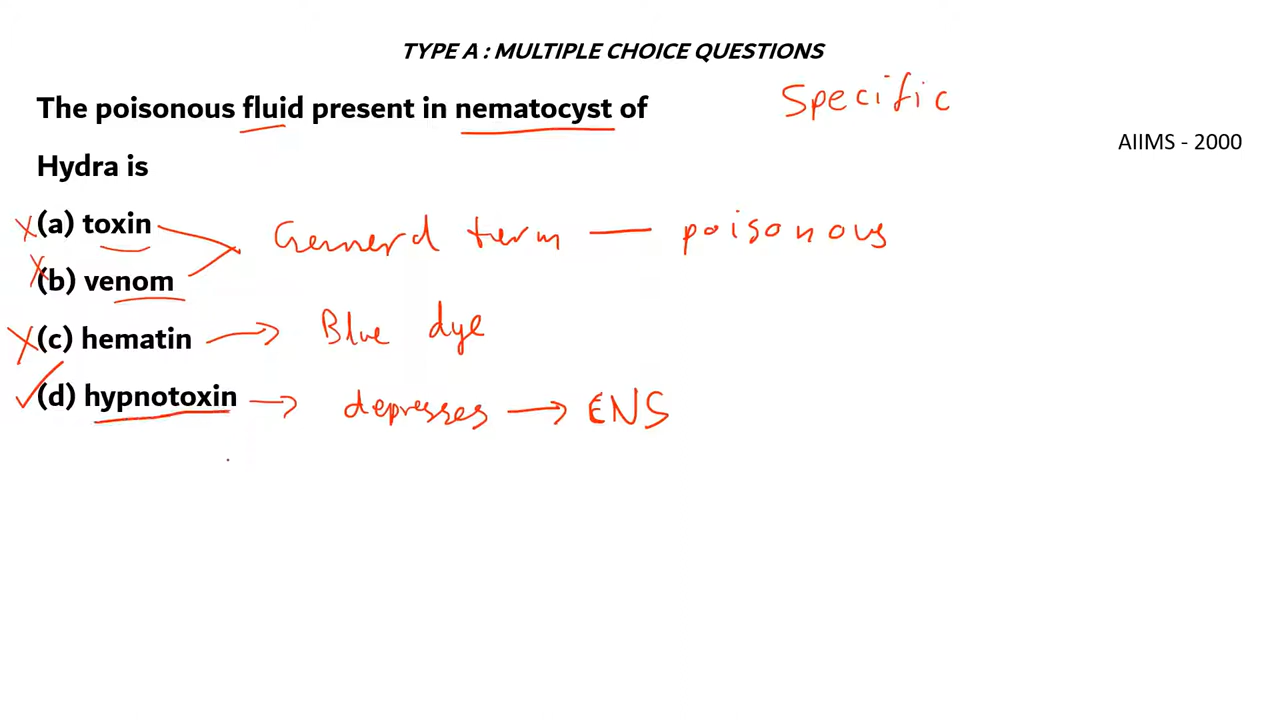 TYPE A : MULTIPLE CHOICE QUESTIONS
The poisonous fluid present in nematocyst of
Specific
AIIMS - 2000
Hydra is
(a) toxin
General term — poisonous
(b) venom
(c) hematin → Blue dye
(d) hypnotoxin → depresses → ENS